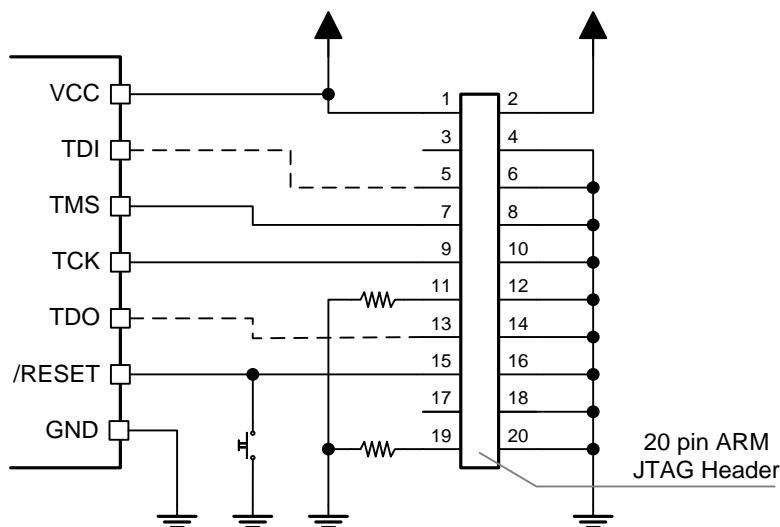 VCC
TDI
TMS
TCK
TDO
/RESET
GND
1 2
3 4
5 6
7 8
9 10
11 12
13 14
15 16
17 18
19 20
20 pin ARM
JTAG Header